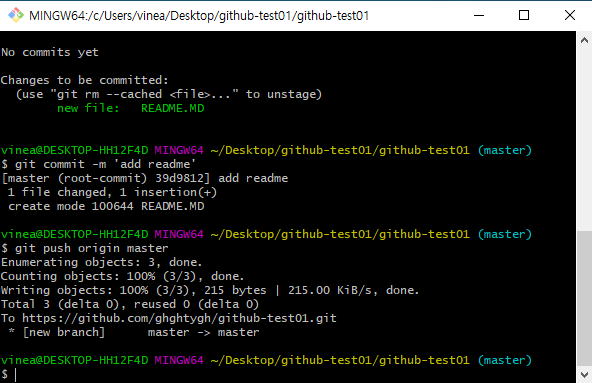 MINGW64:/c/Users/vinea/Desktop/github-test01/github-test01
No commits yet
Changes to be committed:
  (use "git rm --cached <file>..." to unstage)
        new file:   README.MD
vinea@DESKTOP-HH12F4D MINGW64 ~/Desktop/github-test01/github-test01 (master)
$ git commit -m 'add readme'
[master (root-commit) 39d9812] add readme
 1 file changed, 1 insertion(+)
 create mode 100644 README.MD
vinea@DESKTOP-HH12F4D MINGW64 ~/Desktop/github-test01/github-test01 (master)
$ git push origin master
Enumerating objects: 3, done.
Counting objects: 100% (3/3), done.
Writing objects: 100% (3/3), 215 bytes | 215.00 KiB/s, done.
Total 3 (delta 0), reused 0 (delta 0)
To https://github.com/ghghtygh/github-test01.git
 * [new branch]      master -> master
vinea@DESKTOP-HH12F4D MINGW64 ~/Desktop/github-test01/github-test01 (master)
$